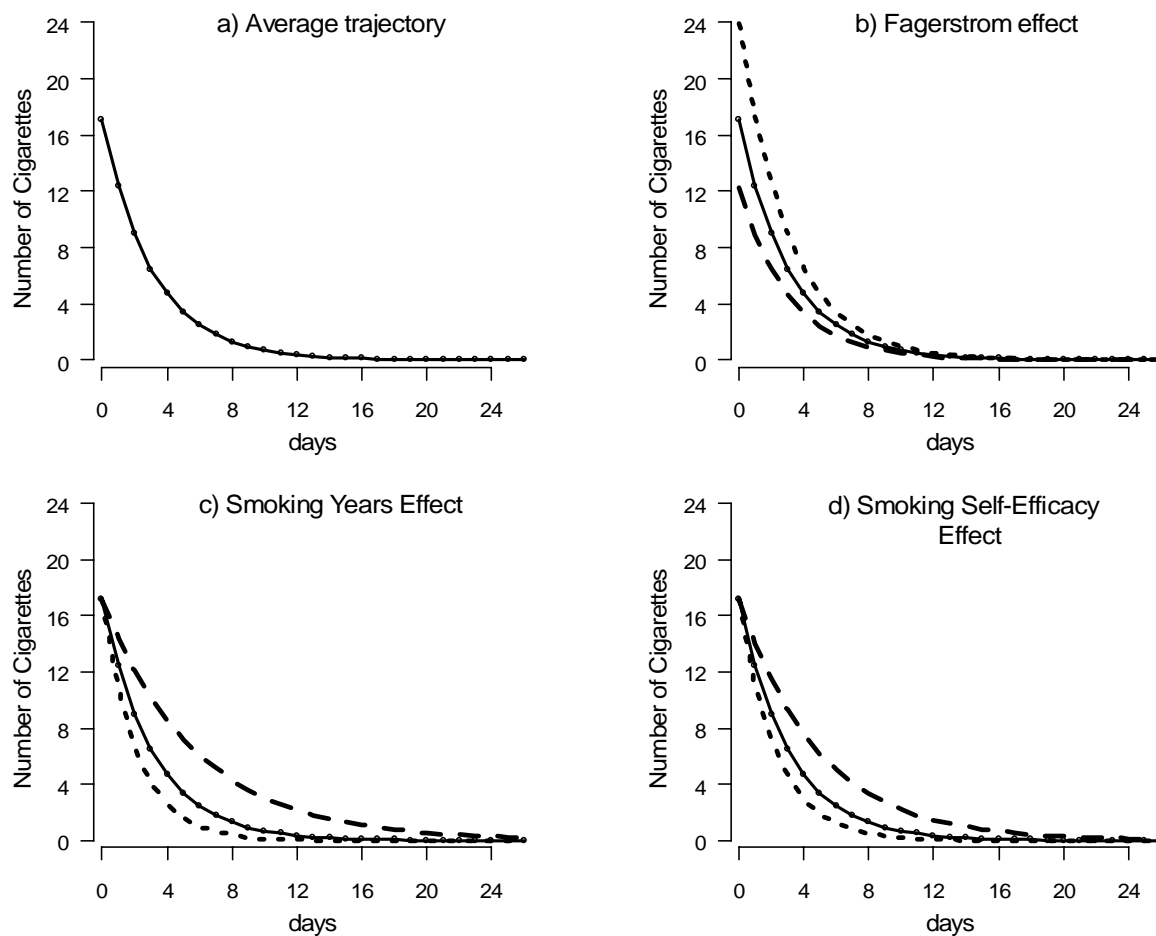 a) Average trajectory
24
20
16
12
8
4
0
Number of Cigarettes
0 4 8 12 16 20 24
days
b) Fagerstrom effect
24
20
16
12
8
4
0
Number of Cigarettes
0 4 8 12 16 20 24
days
c) Smoking Years Effect
24
20
16
12
8
4
0
Number of Cigarettes
0 4 8 12 16 20 24
days
d) Smoking Self-Efficacy
Effect
24
20
16
12
8
4
0
Number of Cigarettes
0 4 8 12 16 20 24
days